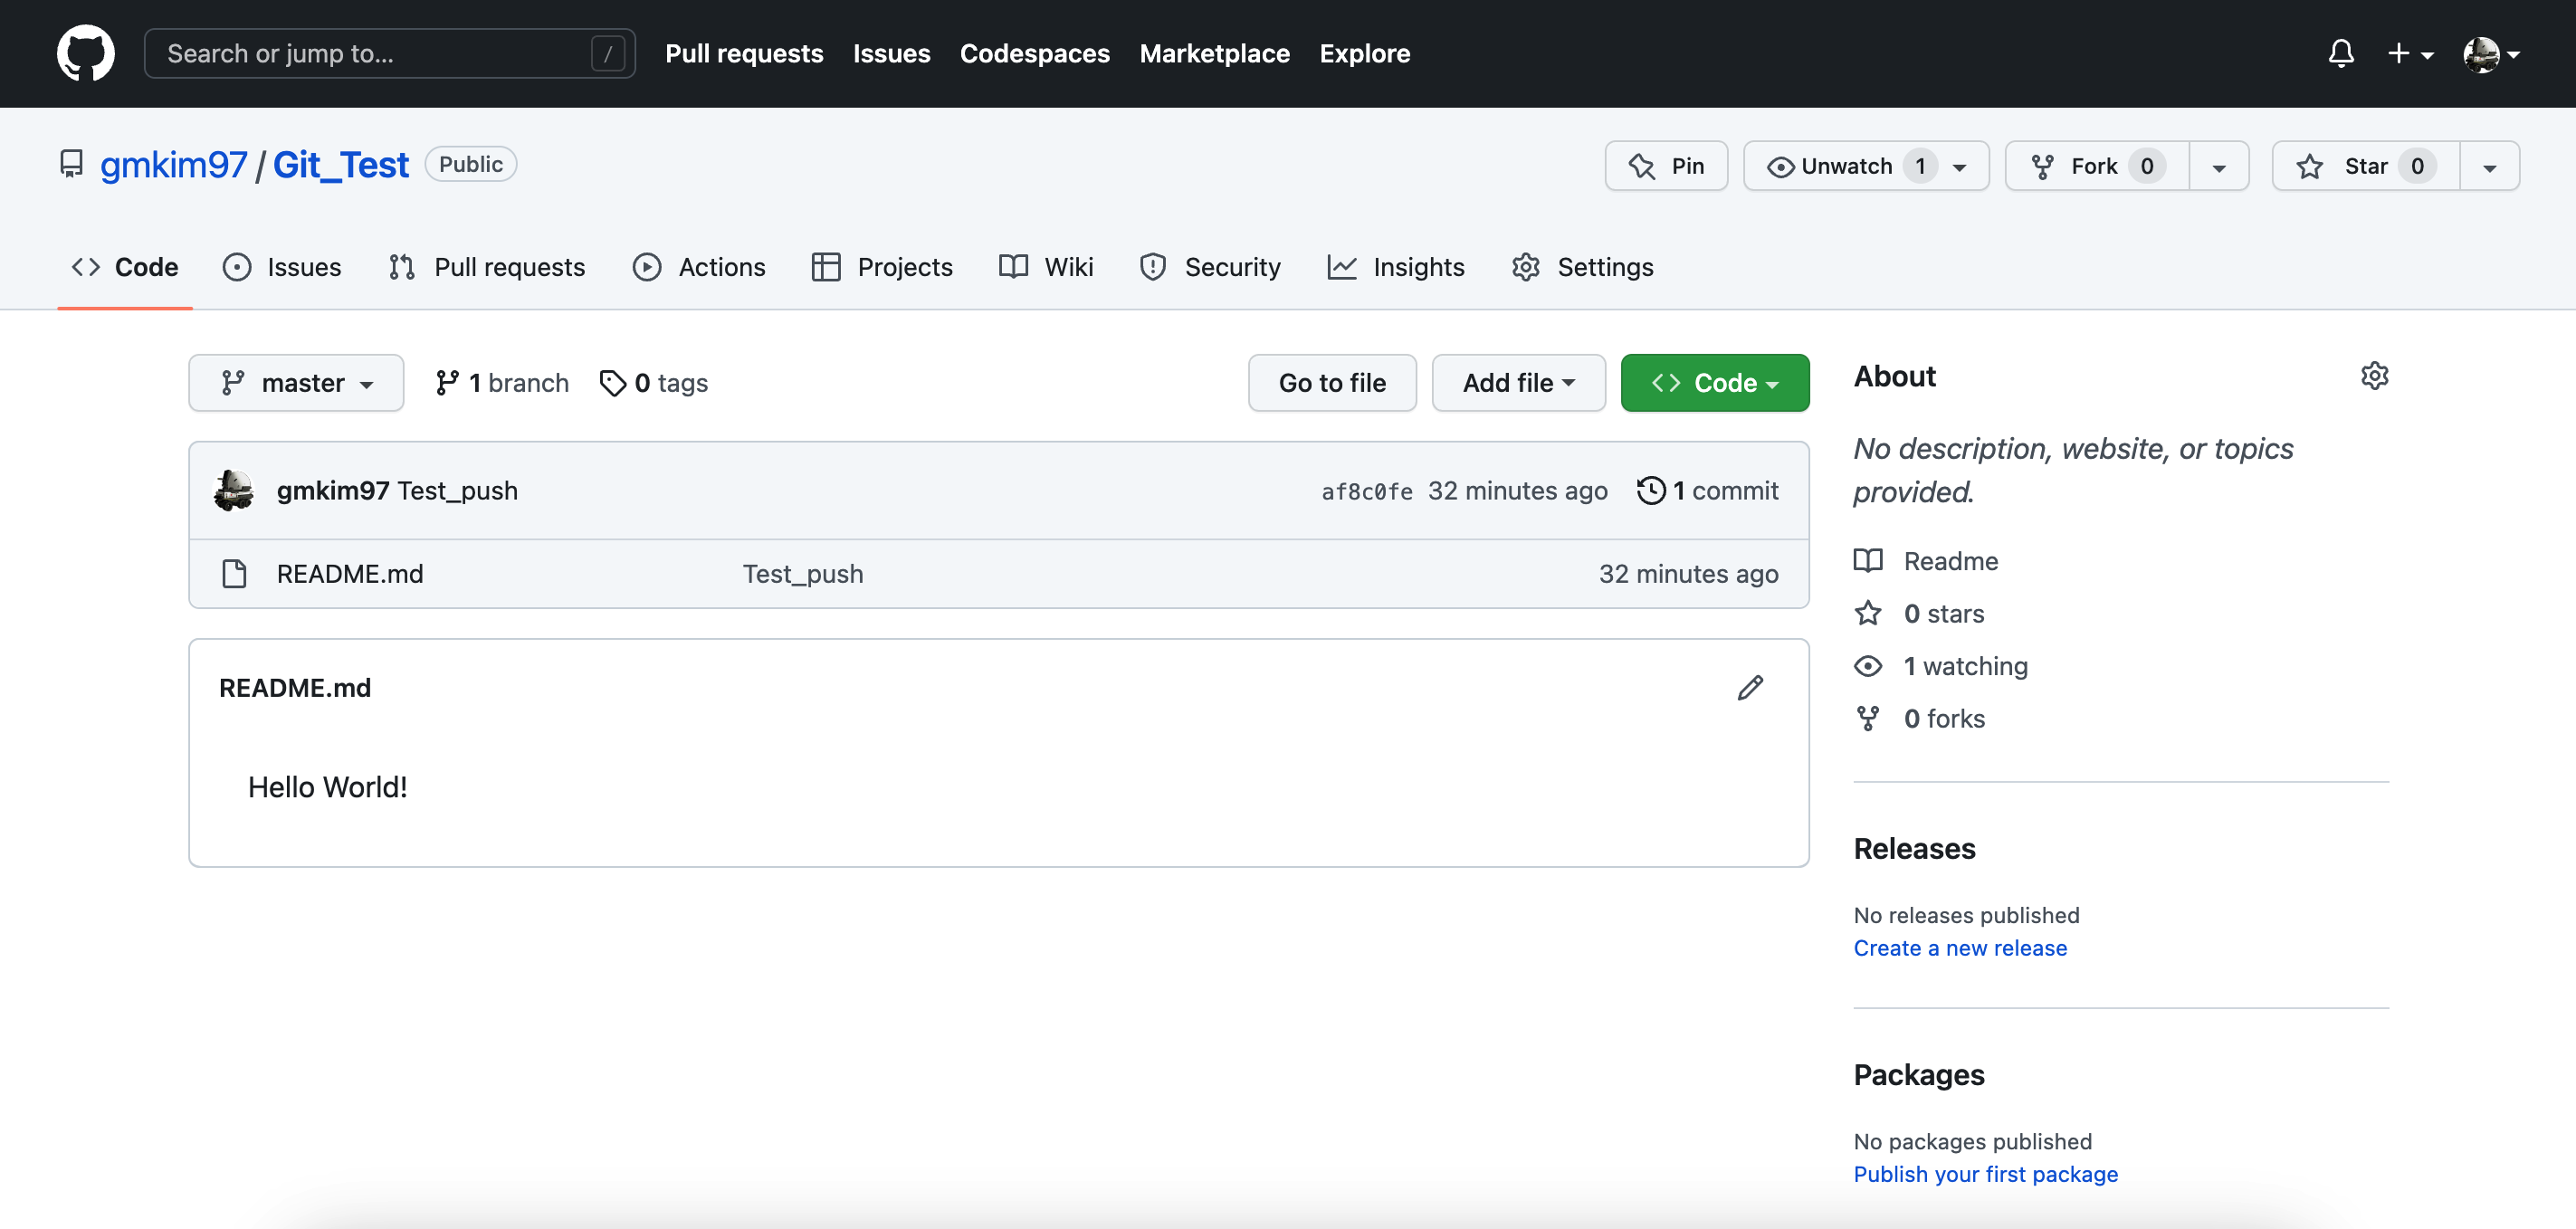 Search or jump to... / Pull requests Issues Codespaces Marketplace Explore
gmkim97 / Git_Test Public Pin Unwatch 1 Fork 0 Star 0
Code Issues Pull requests Actions Projects Wiki Security Insights Settings
master 1 branch 0 tags Go to file Add file Code
gmkim97 Test_push af8c0fe 32 minutes ago 1 commit
README.md Test_push 32 minutes ago
README.md
Hello World!
About
No description, website, or topics
provided.
Readme
0 stars
1 watching
0 forks
Releases
No releases published
Create a new release
Packages
No packages published
Publish your first package